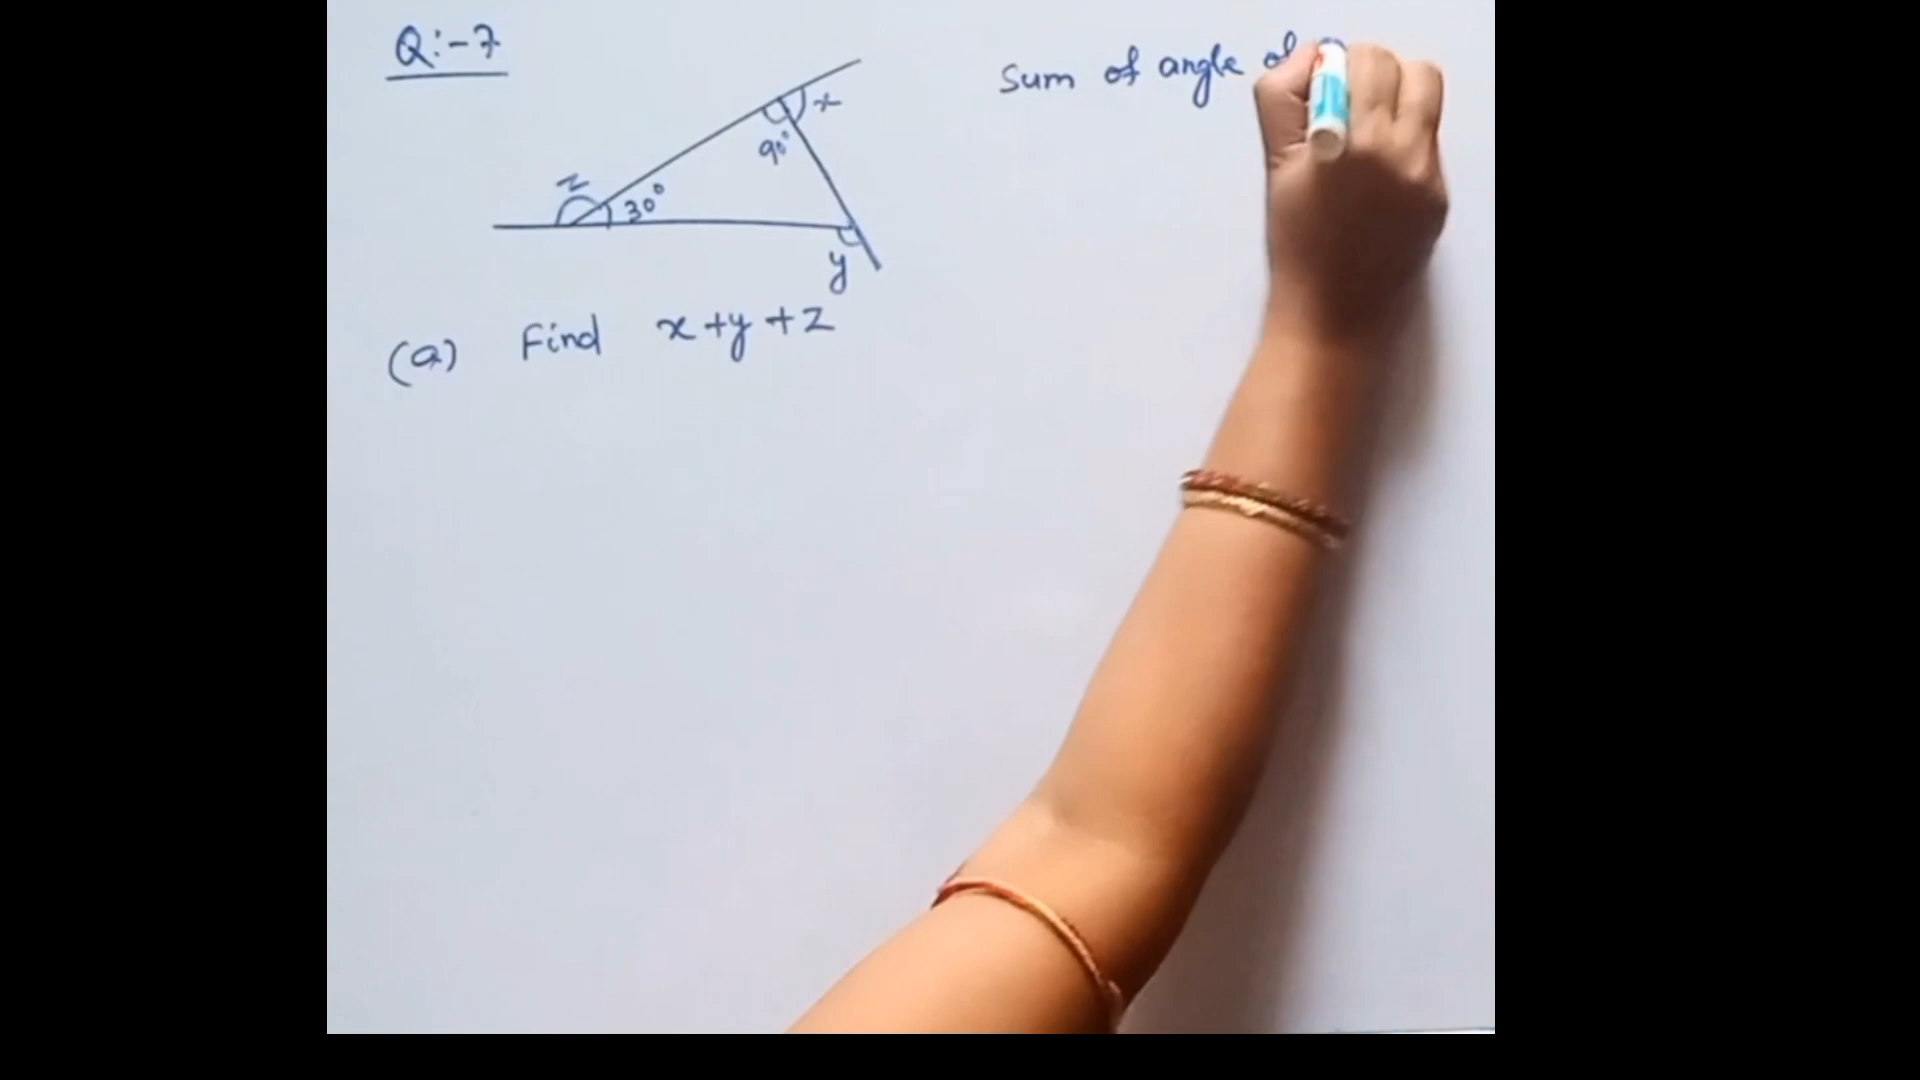 Q:-7
x
90°
z
30°
y
(a) Find x+y+z
Sum of angle of